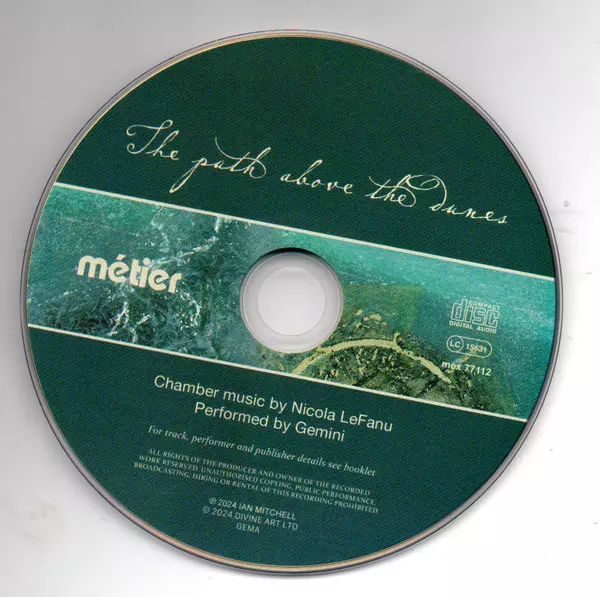 The path above the dunes
métier
COMPACT
disc
DIGITAL AUDIO
LC 15631
mex 77112
Chamber music by Nicola LeFanu
Performed by Gemini
For track, performer and publisher details see booklet
ALL RIGHTS OF THE PRODUCER AND OWNER OF THE RECORDED
WORK RESERVED. UNAUTHORISED COPYING, PUBLIC PERFORMANCE,
BROADCASTING, HIRING OR RENTAL OF THIS RECORDING PROHIBITED
℗ 2024 IAN MITCHELL
© 2024 DIVINE ART LTD
GEMA